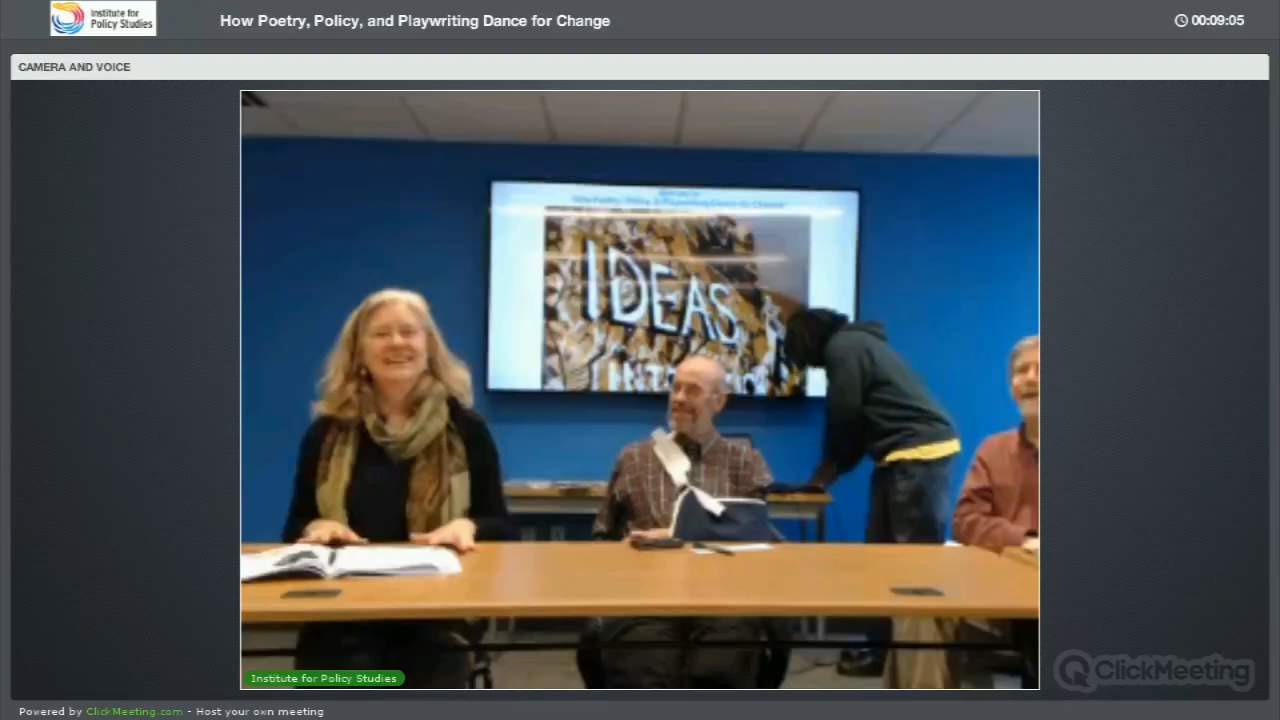 Institute for
Policy Studies
How Poetry, Policy, and Playwriting Dance for Change
00:09:05
CAMERA AND VOICE
IDEAS
Institute for Policy Studies
ClickMeeting
Powered by ClickMeeting.com - Host your own meeting